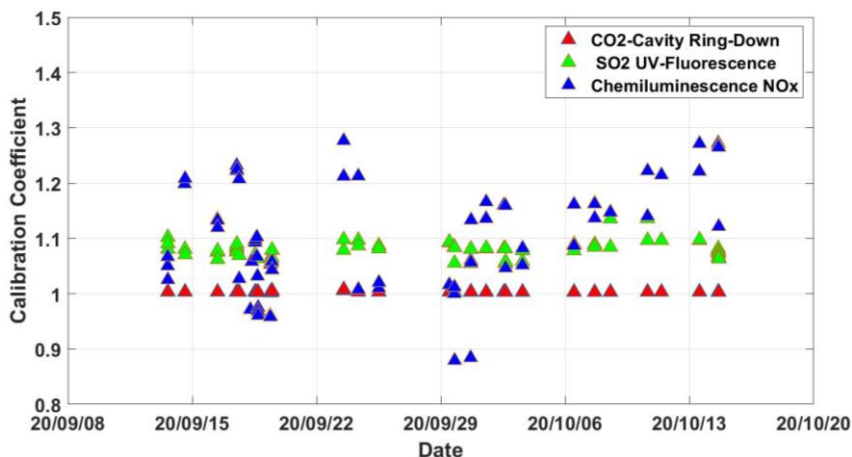 1.5
CO2-Cavity Ring-Down
SO2 UV-Fluorescence
Chemiluminescence NOx
1.4
1.3
1.2
1.1
1
0.9
0.8
Calibration Coefficient
20/09/08 20/09/15 20/09/22 20/09/29 20/10/06 20/10/13 20/10/20
Date